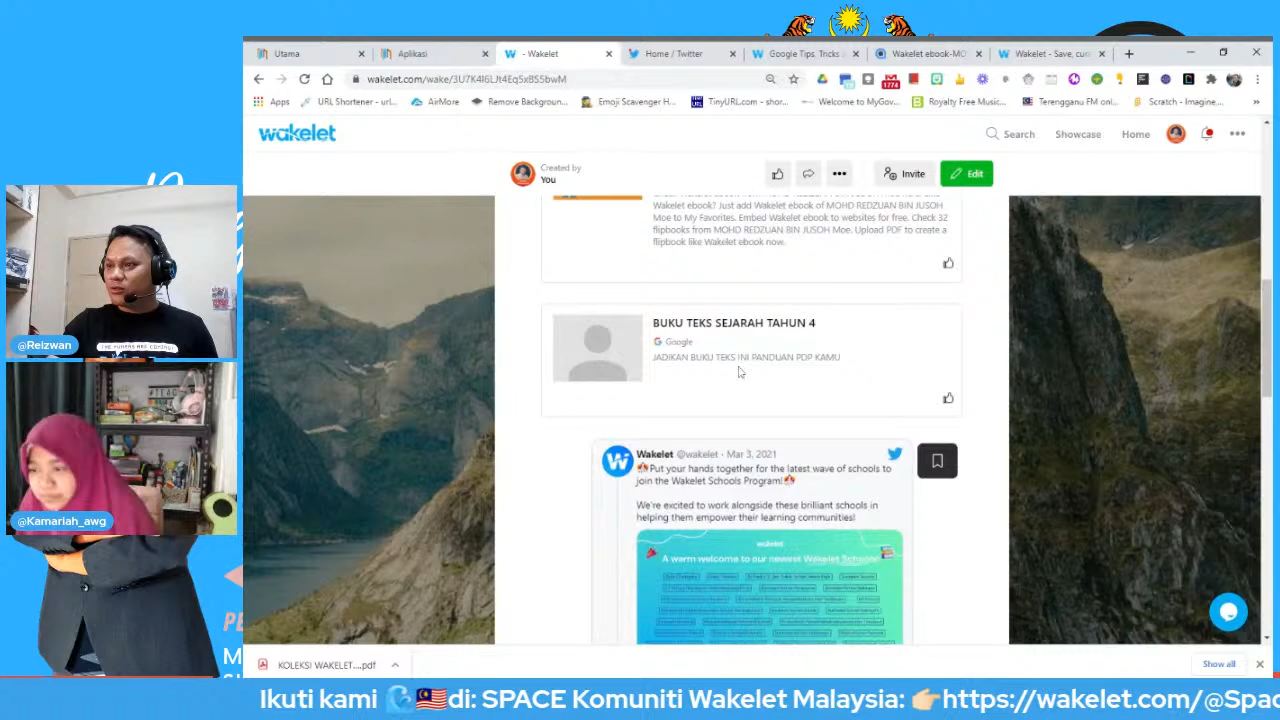 Utama
Aplikasi
- Wakelet
Home / Twitter
Google Tips, Tricks
Wakelet ebook-MO
Wakelet - Save, cur
wakelet.com/wake/3U7K4I6LJt4Eq5xBS5bwM
1774
Apps
URL Shortener - url...
AirMore
Remove Backgroun...
Emoji Scavenger H...
TinyURL.com - shor...
Welcome to MyGov...
Royalty Free Music...
Terengganu FM onl...
Scratch - Imagine,...
wakelet
Search
Showcase
Home
Created by
You
Invite
Edit
Wakelet ebook? Just add Wakelet ebook of MOHD REDZUAN BIN JUSOH
Moe to My Favorites. Embed Wakelet ebook to websites for free. Check 32
flipbooks from MOHD REDZUAN BIN JUSOH Moe. Upload PDF to create a
flipbook like Wakelet ebook now.
BUKU TEKS SEJARAH TAHUN 4
Google
JADIKAN BUKU TEKS INI PANDUAN PDP KAMU
Wakelet @wakelet · Mar 3, 2021
Put your hands together for the latest wave of schools to
join the Wakelet Schools Program!
We're excited to work alongside these brilliant schools in
helping them empower their learning communities!
wakelet
A warm welcome to our newest Wakelet Schools
@Reizwan
@Kamariah_awg
KOLEKSI WAKELET....pdf
Show all
Ikuti kami 🌊🇲🇾di: SPACE Komuniti Wakelet Malaysia: 👉🏻https://wakelet.com/@Spac